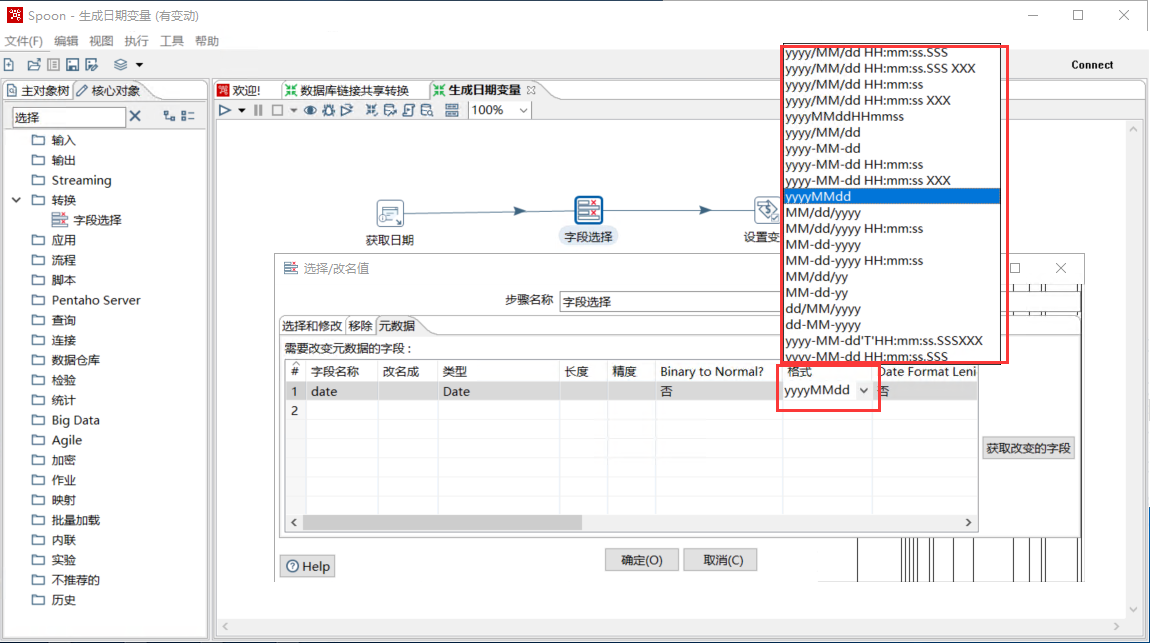 Spoon - 生成日期变量 (有变动)
文件(F) 编辑 视图 执行 工具 帮助
Connect
主对象树 核心对象
欢迎! 数据库链接共享转换 生成日期变量
选择
100%
输入
输出
Streaming
转换
字段选择
应用
流程
脚本
Pentaho Server
查询
连接
数据仓库
检验
统计
Big Data
Agile
加密
作业
映射
批量加载
内联
实验
不推荐的
历史
获取日期
字段选择
设置变
yyyy/MM/dd HH:mm:ss.SSS
yyyy/MM/dd HH:mm:ss.SSS XXX
yyyy/MM/dd HH:mm:ss
yyyy/MM/dd HH:mm:ss XXX
yyyyMMddHHmmss
yyyy/MM/dd
yyyy-MM-dd
yyyy-MM-dd HH:mm:ss
yyyy-MM-dd HH:mm:ss XXX
yyyyMMdd
MM/dd/yyyy
MM/dd/yyyy HH:mm:ss
MM-dd-yyyy
MM-dd-yyyy HH:mm:ss
MM/dd/yy
MM-dd-yy
dd/MM/yyyy
dd-MM-yyyy
yyyy-MM-dd'T'HH:mm:ss.SSSXXX
yyyy-MM-dd HH:mm:ss.SSS
选择/改名值
步骤名称 字段选择
选择和修改 移除 元数据
需要改变元数据的字段 :
# 字段名称 改名成 类型 长度 精度 Binary to Normal? 格式 Date Format Leni
1 date Date 否 yyyyMMdd 否
2
获取改变的字段
Help 确定(O) 取消(C)